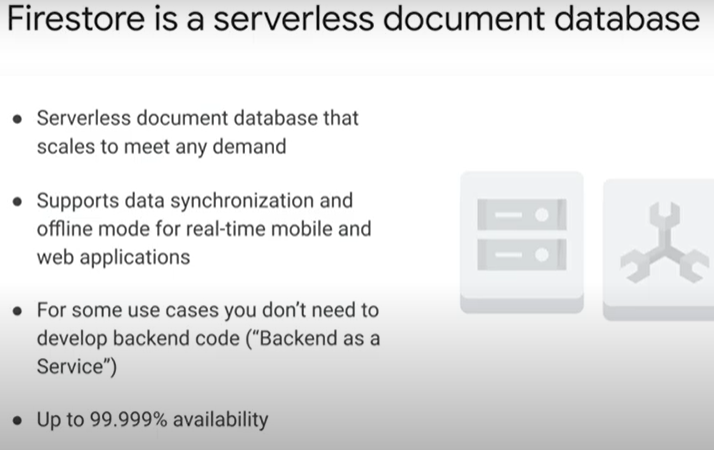 Firestore is a serverless document database
● Serverless document database that
scales to meet any demand
● Supports data synchronization and
offline mode for real-time mobile and
web applications
● For some use cases you don't need to
develop backend code (“Backend as a
Service”)
● Up to 99.999% availability